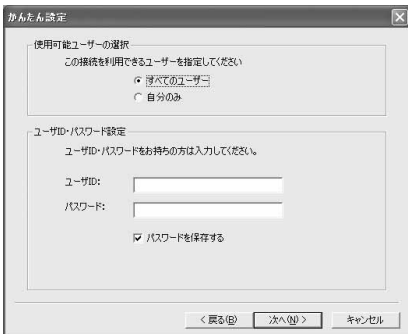 かんたん設定
使用可能ユーザーの選択
この接続を利用できるユーザーを指定してください
すべてのユーザー
自分のみ
ユーザID・パスワード設定
ユーザID・パスワードをお持ちの方は入力してください。
ユーザID:
パスワード:
パスワードを保存する
< 戻る(B)
次へ(N) >
キャンセル